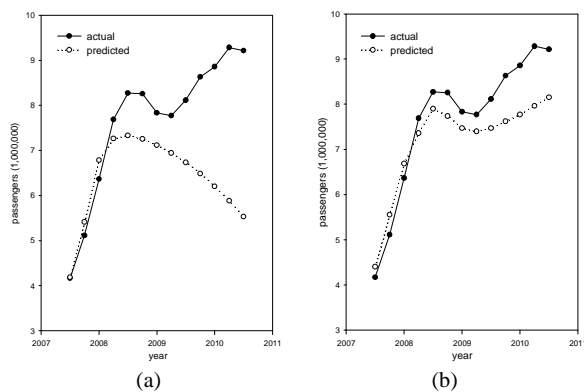 10
actual
predicted
9
8
7
6
5
4
3
passengers (1,000,000)
2007
2008
2009
2010
2011
year
(a)
10
actual
predicted
9
8
7
6
5
4
3
passengers (1,000,000)
2007
2008
2009
2010
2011
year
(b)